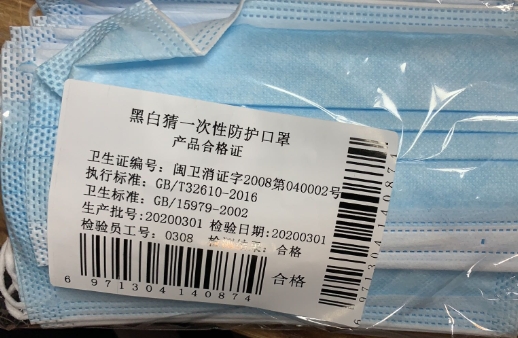 黑白猜一次性防护口罩
产品合格证
卫生证编号: 闽卫消证字2008第040002号
执行标准: GB/T32610-2016
卫生标准: GB/15979-2002
生产批号:20200301 检验日期:20200301
检验员工号: 0308 合格
6 971304 140874 合格
6 971304 140874